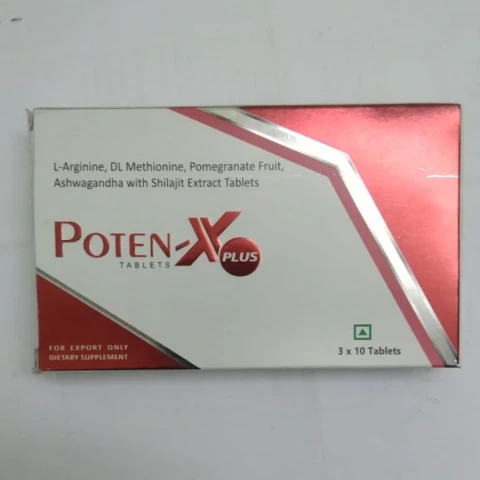 L-Arginine, DL Methionine, Pomegranate Fruit,
Ashwagandha with Shilajit Extract Tablets
POTEN-X
PLUS
TABLETS
FOR EXPORT ONLY
DIETARY SUPPLEMENT
3 x 10 Tablets